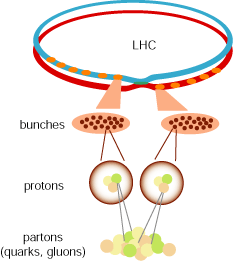 LHC
bunches
protons
partons
(quarks, gluons)